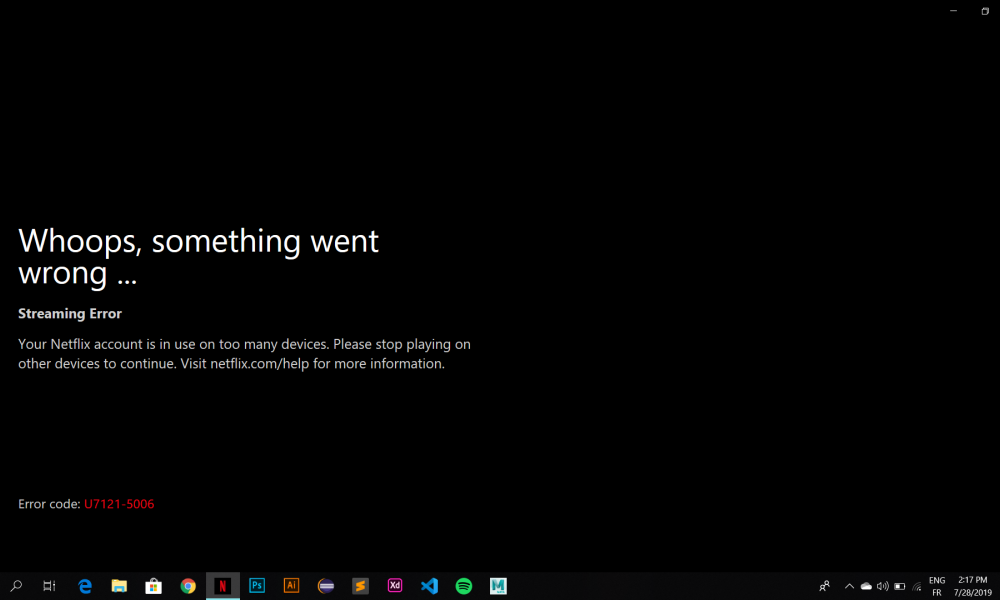 Whoops, something went
wrong ...
Streaming Error
Your Netflix account is in use on too many devices. Please stop playing on
other devices to continue. Visit netflix.com/help for more information.
Error code: U7121-5006
N
Ps
Ai
S
Xd
M
ENG
FR
2:17 PM
7/28/2019